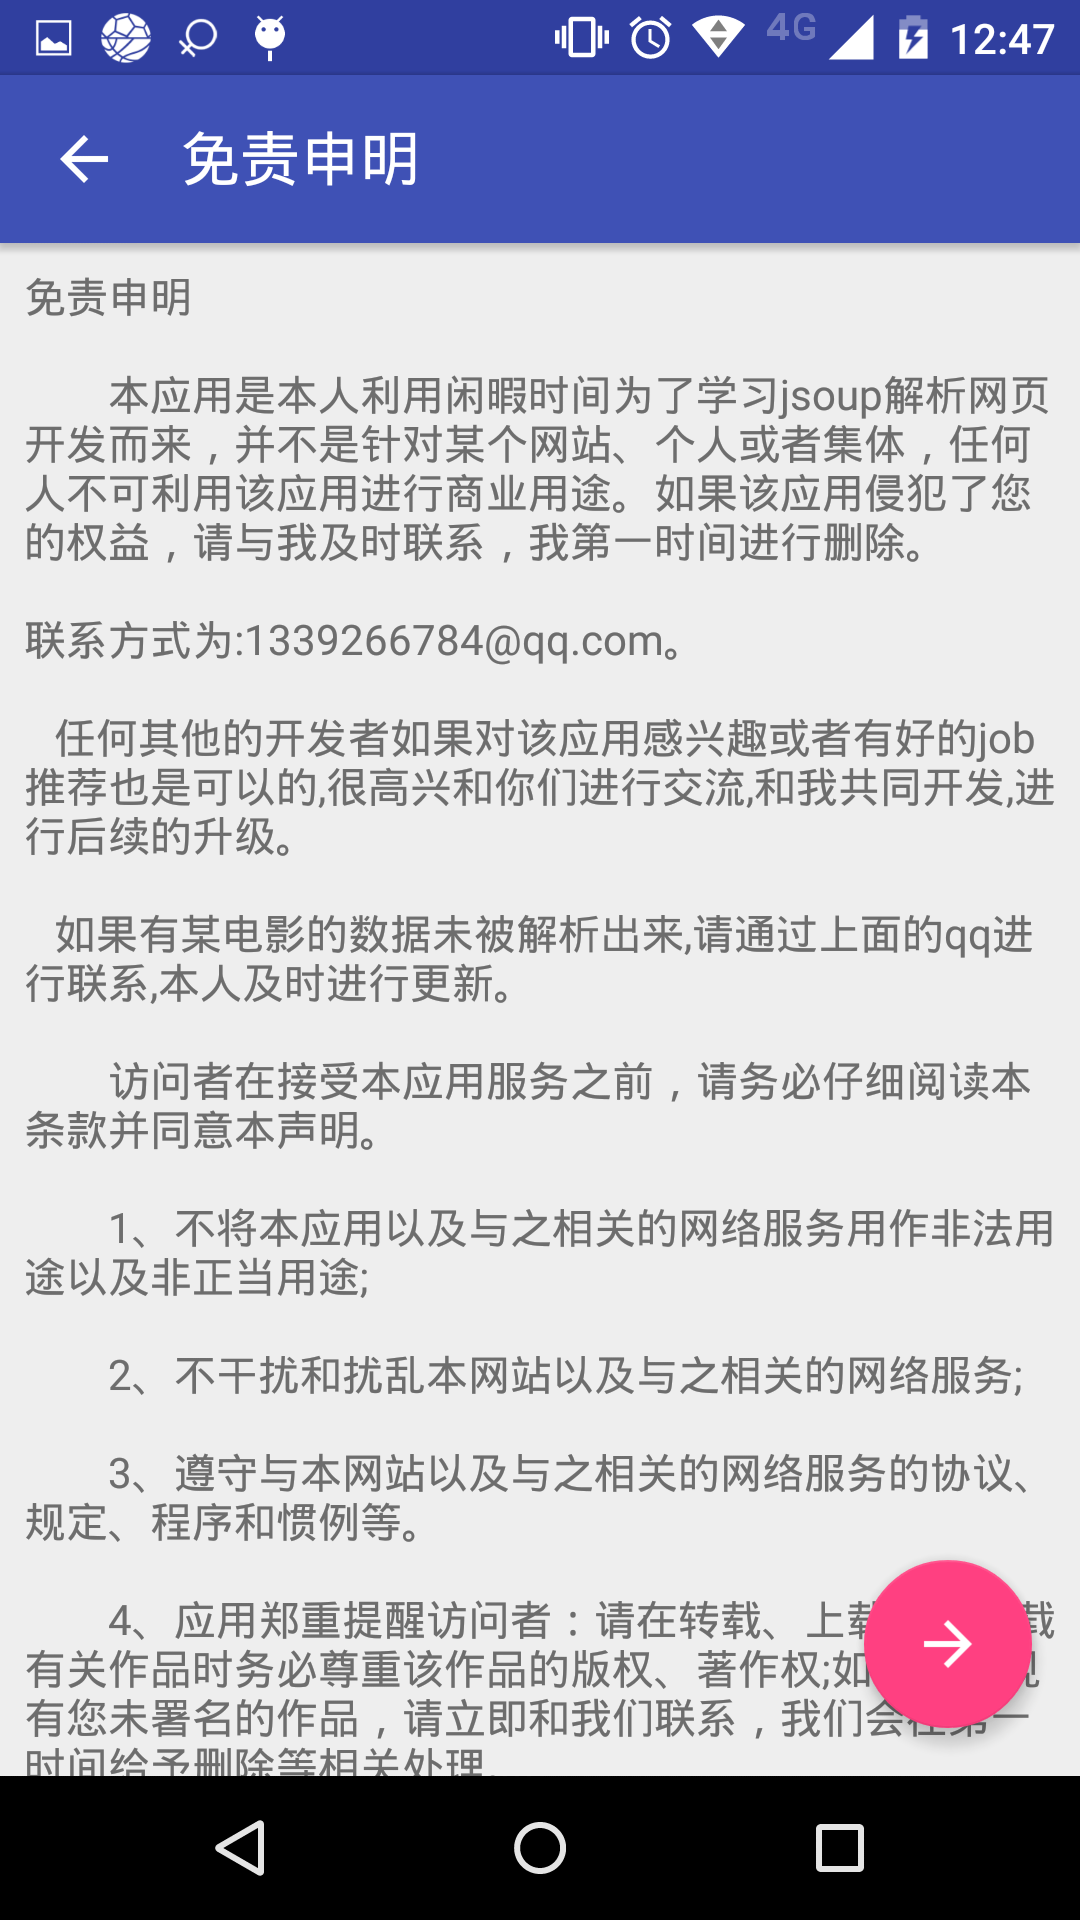 4G 12:47
免责申明
免责申明
本应用是本人利用闲暇时间为了学习jsoup解析网页
开发而来，并不是针对某个网站、个人或者集体，任何
人不可利用该应用进行商业用途。如果该应用侵犯了您
的权益，请与我及时联系，我第一时间进行删除。
联系方式为:1339266784@qq.com。
任何其他的开发者如果对该应用感兴趣或者有好的job
推荐也是可以的,很高兴和你们进行交流,和我共同开发,进
行后续的升级。
如果有某电影的数据未被解析出来,请通过上面的qq进
行联系,本人及时进行更新。
访问者在接受本应用服务之前，请务必仔细阅读本
条款并同意本声明。
1、不将本应用以及与之相关的网络服务用作非法用
途以及非正当用途;
2、不干扰和扰乱本网站以及与之相关的网络服务;
3、遵守与本网站以及与之相关的网络服务的协议、
规定、程序和惯例等。
4、应用郑重提醒访问者：请在转载、上载
有关作品时务必尊重该作品的版权、著作权;如
有您未署名的作品，请立即和我们联系，我们会在第一
时间给予删除等相关处理。